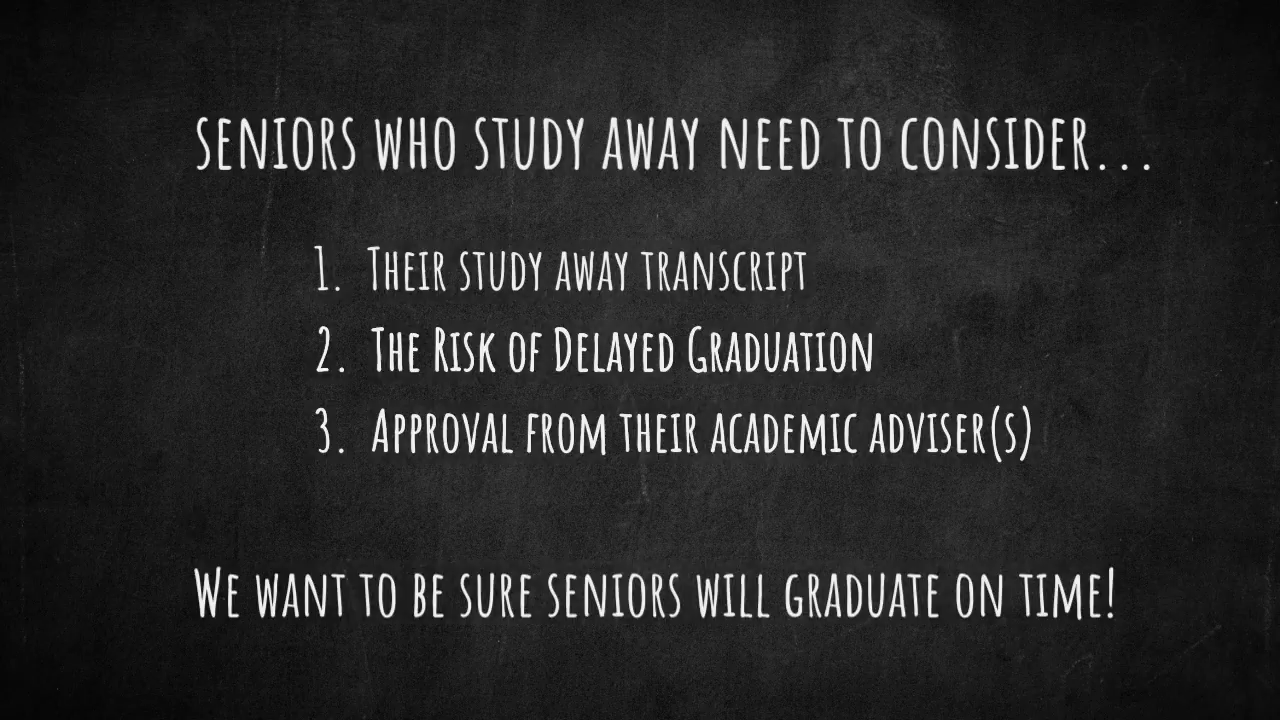 SENIORS WHO STUDY AWAY NEED TO CONSIDER...
1. THEIR STUDY AWAY TRANSCRIPT
2. THE RISK OF DELAYED GRADUATION
3. APPROVAL FROM THEIR ACADEMIC ADVISER(S)
WE WANT TO BE SURE SENIORS WILL GRADUATE ON TIME!